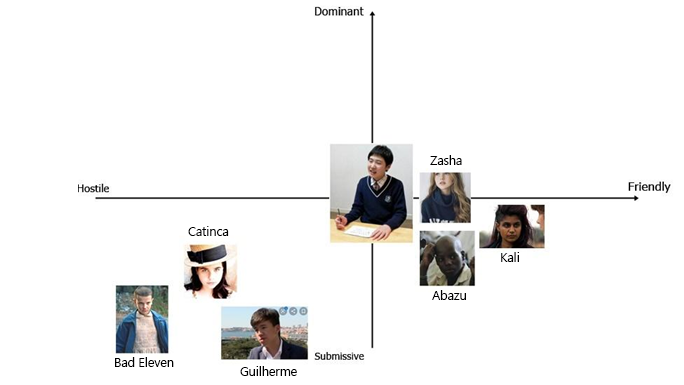 Dominant
Zasha
Hostile
Friendly
Catinca
Kali
Abazu
Submissive
Bad Eleven
Guilherme